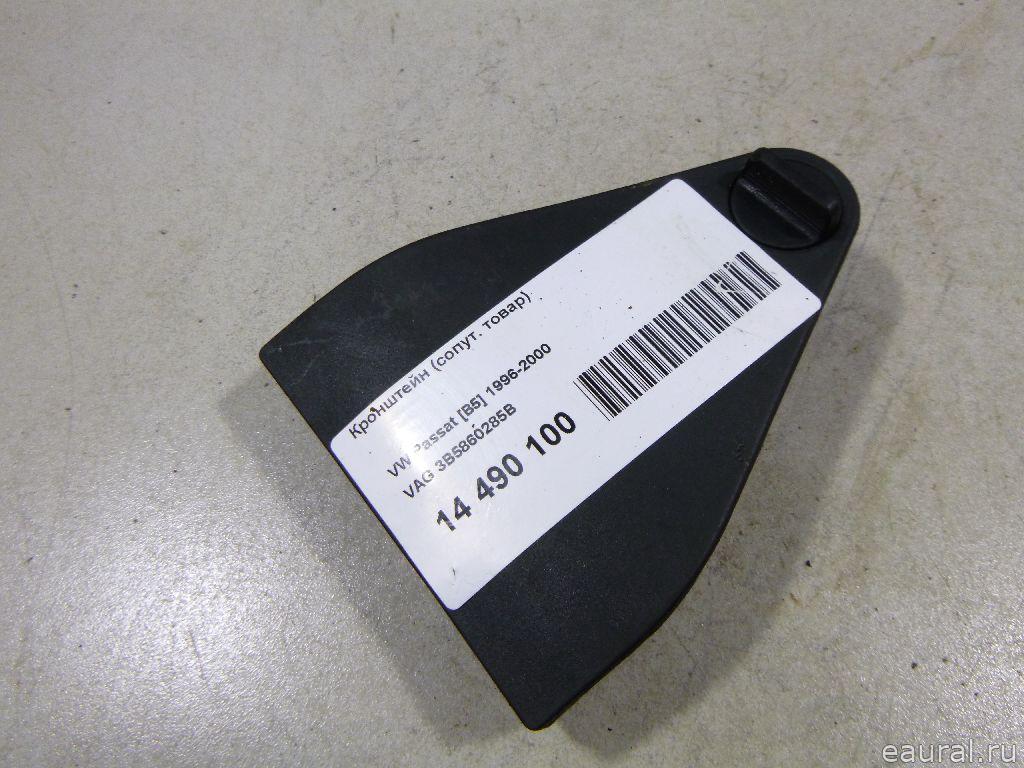 Кронштейн (сопут. товар)
VW Passat [B5] 1996-2000
VAG 3B5860285B
14 490 100
eaural.ru